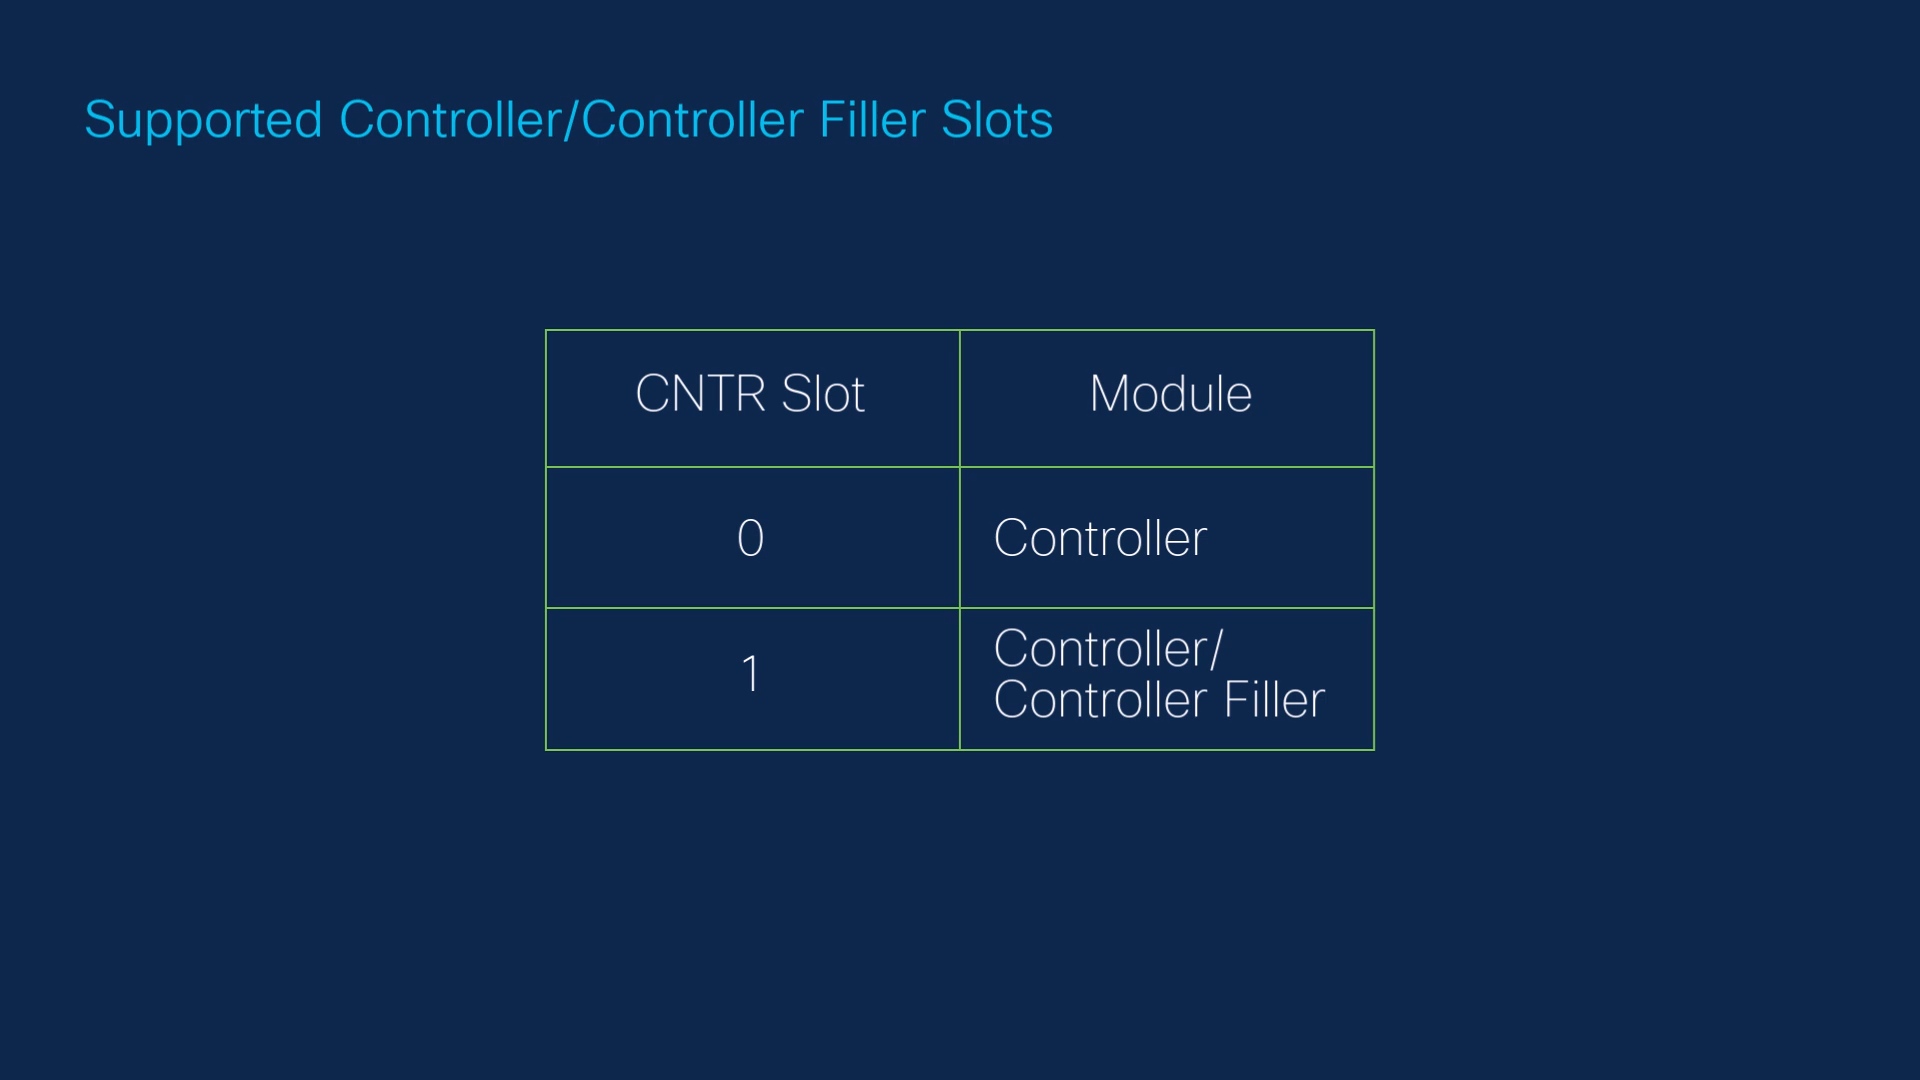 Supported Controller/Controller Filler Slots
CNTR Slot
Module
0
Controller
1
Controller/
Controller Filler